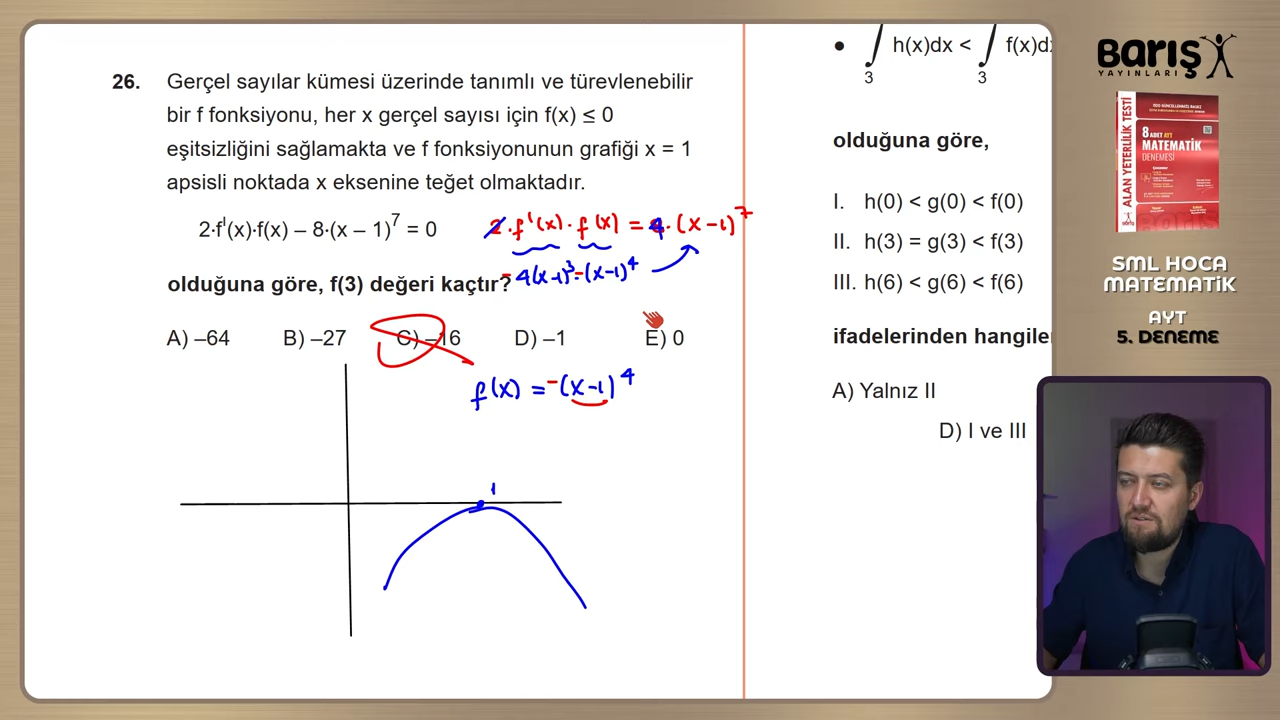 26. Gerçel sayılar kümesi üzerinde tanımlı ve türevlenebilir
bir f fonksiyonu, her x gerçel sayısı için f(x) ≤ 0
eşitsizliğini sağlamakta ve f fonksiyonunun grafiği x = 1
apsisli noktada x eksenine teğet olmaktadır.
2·f'(x)·f(x) – 8·(x – 1)⁷ = 0
2·f'(x)·f(x) = 4·(x–1)⁷
–4(x–1)³·–(x–1)⁴
olduğuna göre, f(3) değeri kaçtır?
A) –64 B) –27 C) –16 D) –1 E) 0
f(x) = –(x–1)⁴
1
• ∫ h(x)dx < ∫ f(x)dx
3 3
olduğuna göre,
I. h(0) < g(0) < f(0)
II. h(3) = g(3) < f(3)
III. h(6) < g(6) < f(6)
ifadelerinden hangiler
A) Yalnız II
D) I ve III
BARIŞ
YAYINLARI
ALAN YETERLİLİK TESTİ
8 ADET AYT
MATEMATİK
DENEMESİ
SML HOCA
MATEMATİK
AYT
5. DENEME